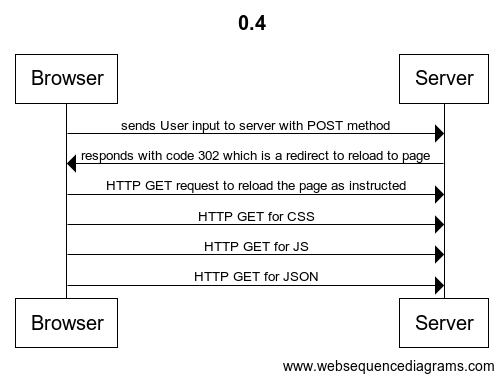 0.4
Browser Server
sends User input to server with POST method
responds with code 302 which is a redirect to reload to page
HTTP GET request to reload the page as instructed
HTTP GET for CSS
HTTP GET for JS
HTTP GET for JSON
Browser Server
www.websequencediagrams.com